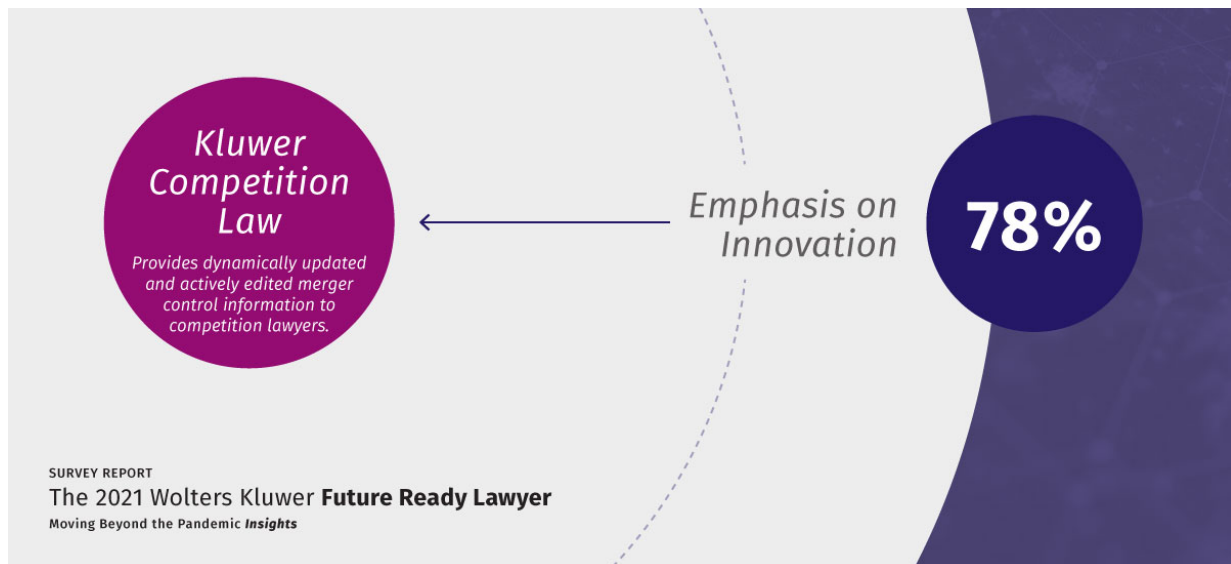 Kluwer
Competition
Law
Provides dynamically updated
and actively edited merger
control information to
competition lawyers.
Emphasis on
Innovation
78%
SURVEY REPORT
The 2021 Wolters Kluwer Future Ready Lawyer
Moving Beyond the Pandemic Insights